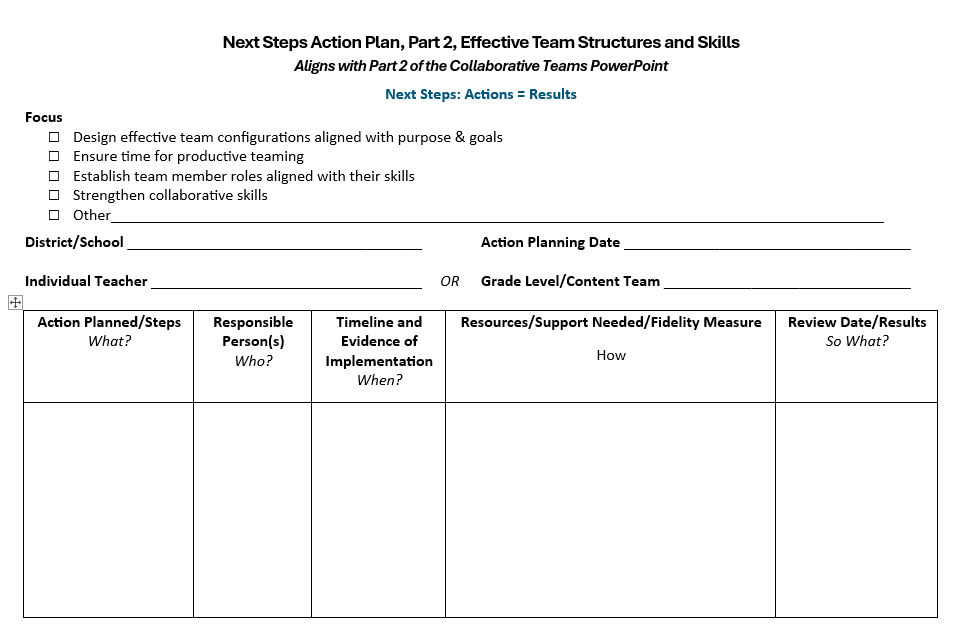 Next Steps Action Plan, Part 2, Effective Team Structures and Skills
Aligns with Part 2 of the Collaborative Teams PowerPoint
Next Steps: Actions = Results
Focus
☐ Design effective team configurations aligned with purpose & goals
☐ Ensure time for productive teaming
☐ Establish team member roles aligned with their skills
☐ Strengthen collaborative skills
☐ Other
District/School Action Planning Date
Individual Teacher OR Grade Level/Content Team
Action Planned/Steps
What?
Responsible
Person(s)
Who?
Timeline and
Evidence of
Implementation
When?
Resources/Support Needed/Fidelity Measure
How
Review Date/Results
So What?